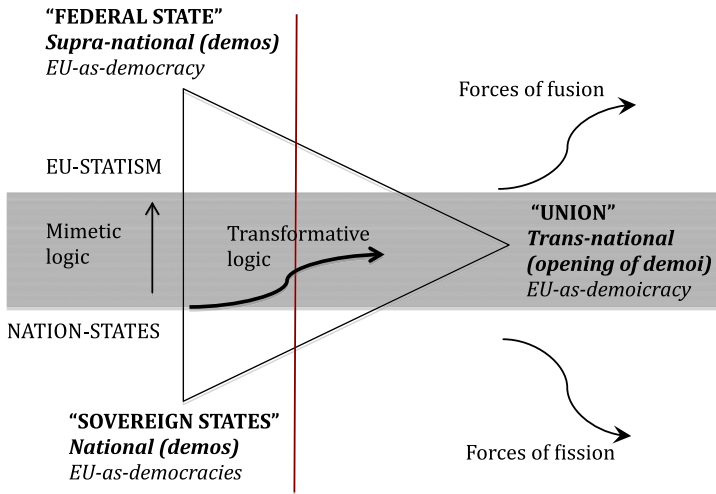 “FEDERAL STATE”
Supra-national (demos)
EU-as-democracy
Forces of fusion
EU-STATISM
Mimetic
logic
Transformative
logic
“UNION”
Trans-national
(opening of demoi)
EU-as-demoicracy
NATION-STATES
“SOVEREIGN STATES”
National (demos)
EU-as-democracies
Forces of fission